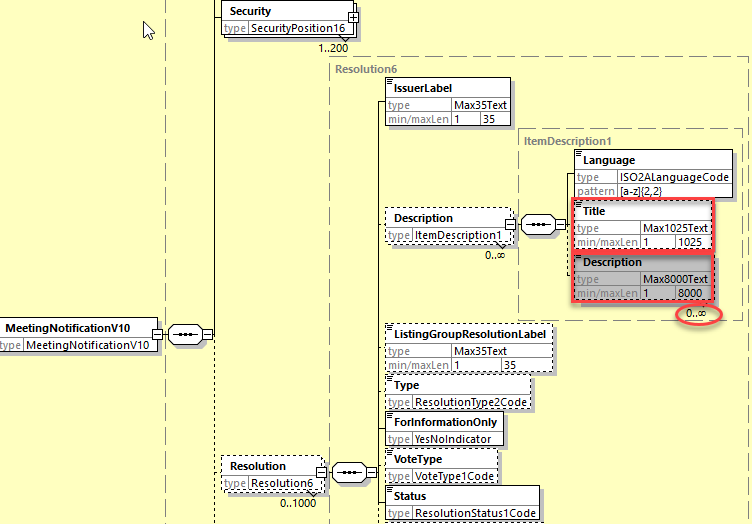 Security
type SecurityPosition16
1..200
Resolution6
IssuerLabel
type Max35Text
min/maxLen 1 35
ItemDescription1
Language
type ISO2ALanguageCode
pattern [a-z]{2,2}
Title
type Max1025Text
min/maxLen 1 1025
Description
type ItemDescription1
0..∞
Description
type Max8000Text
min/maxLen 1 8000
0..∞
MeetingNotificationV10
type MeetingNotificationV10
ListingGroupResolutionLabel
type Max35Text
min/maxLen 1 35
Type
type ResolutionType2Code
ForInformationOnly
type YesNoIndicator
Resolution
type Resolution6
0..1000
VoteType
type VoteType1Code
Status
type ResolutionStatus1Code